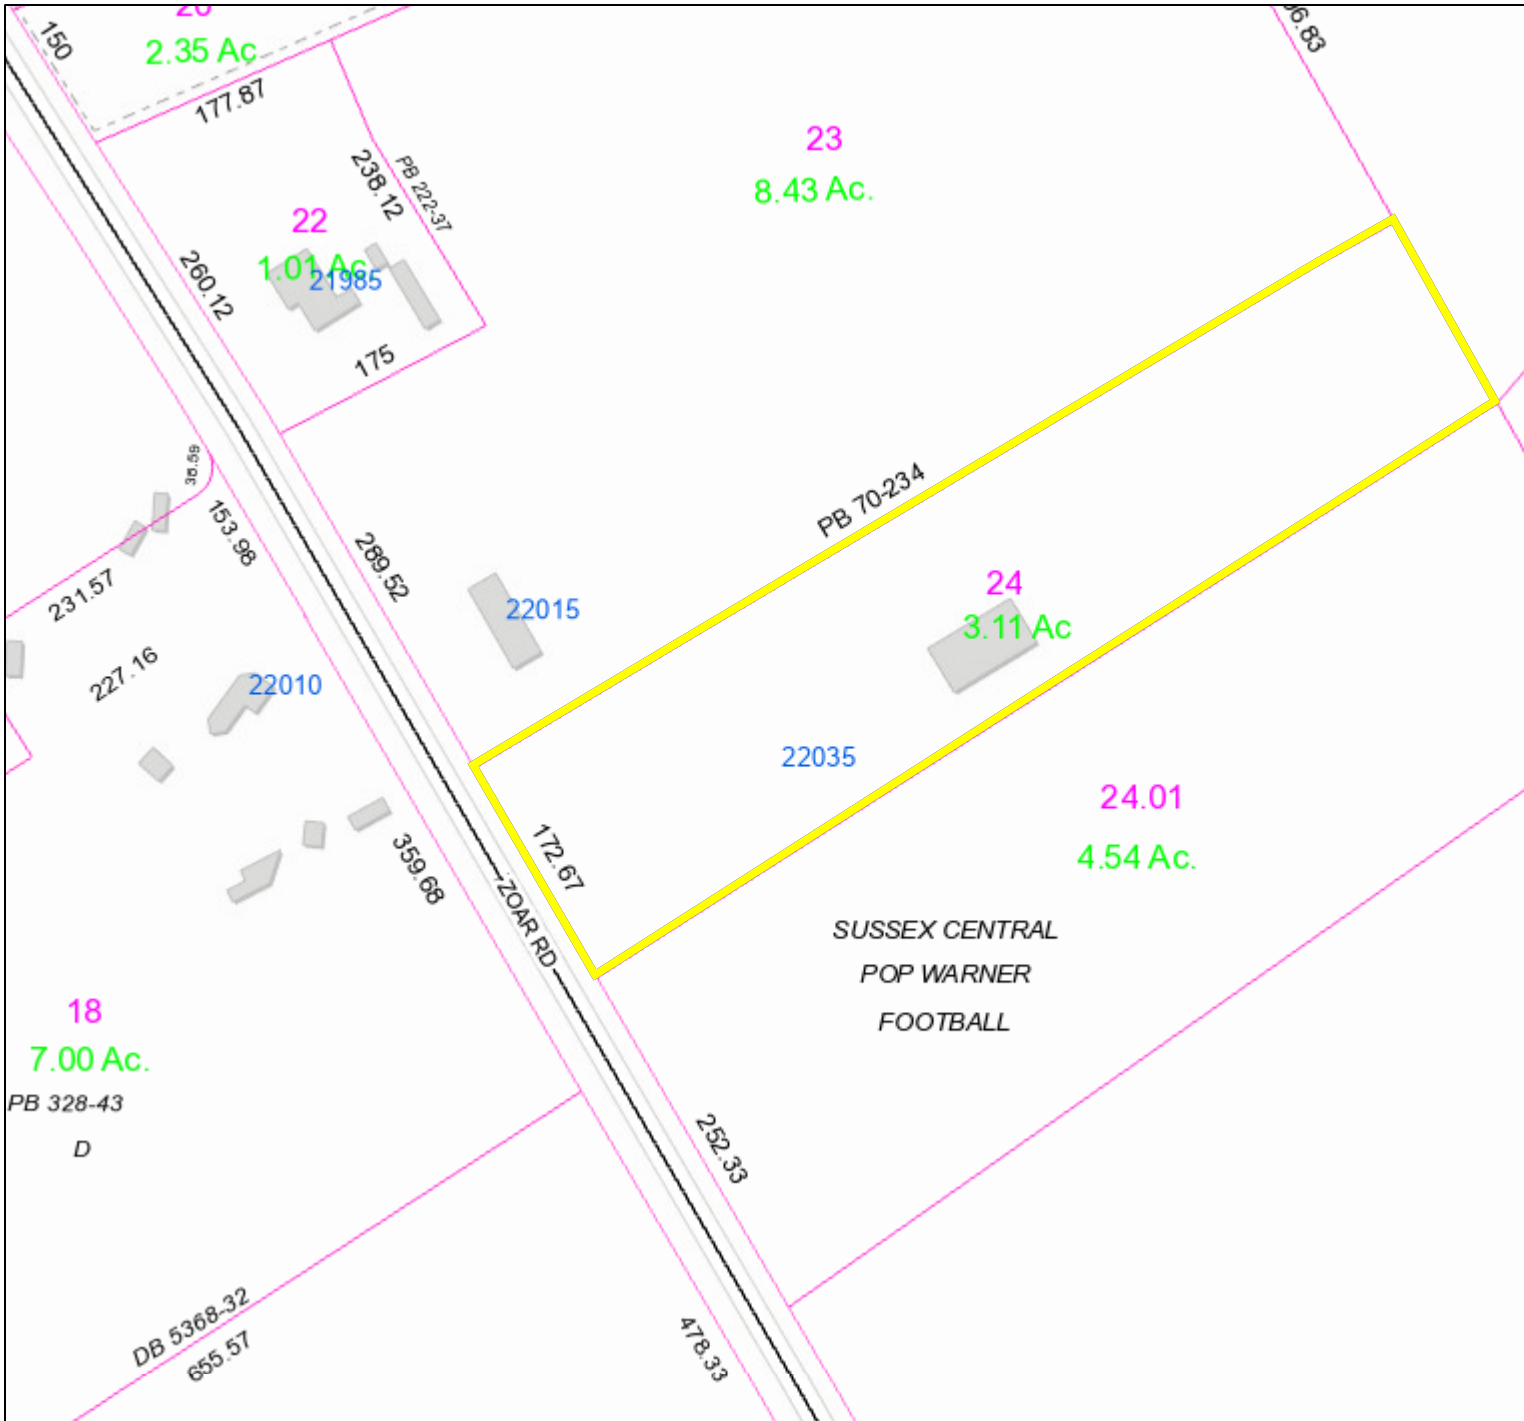 150
2.35 Ac
177.87
238.12
PB 222-37
22
1.01 Ac
21985
260.12
175
23
8.43 Ac.
38.59
153.98
231.57
227.16
22010
289.52
22015
PB 70-234
24
3.11 Ac
22035
172.67
359.68
ZOAR RD
24.01
4.54 Ac.
SUSSEX CENTRAL
POP WARNER
FOOTBALL
18
7.00 Ac.
PB 328-43
D
252.33
DB 5368-32
655.57
478.33